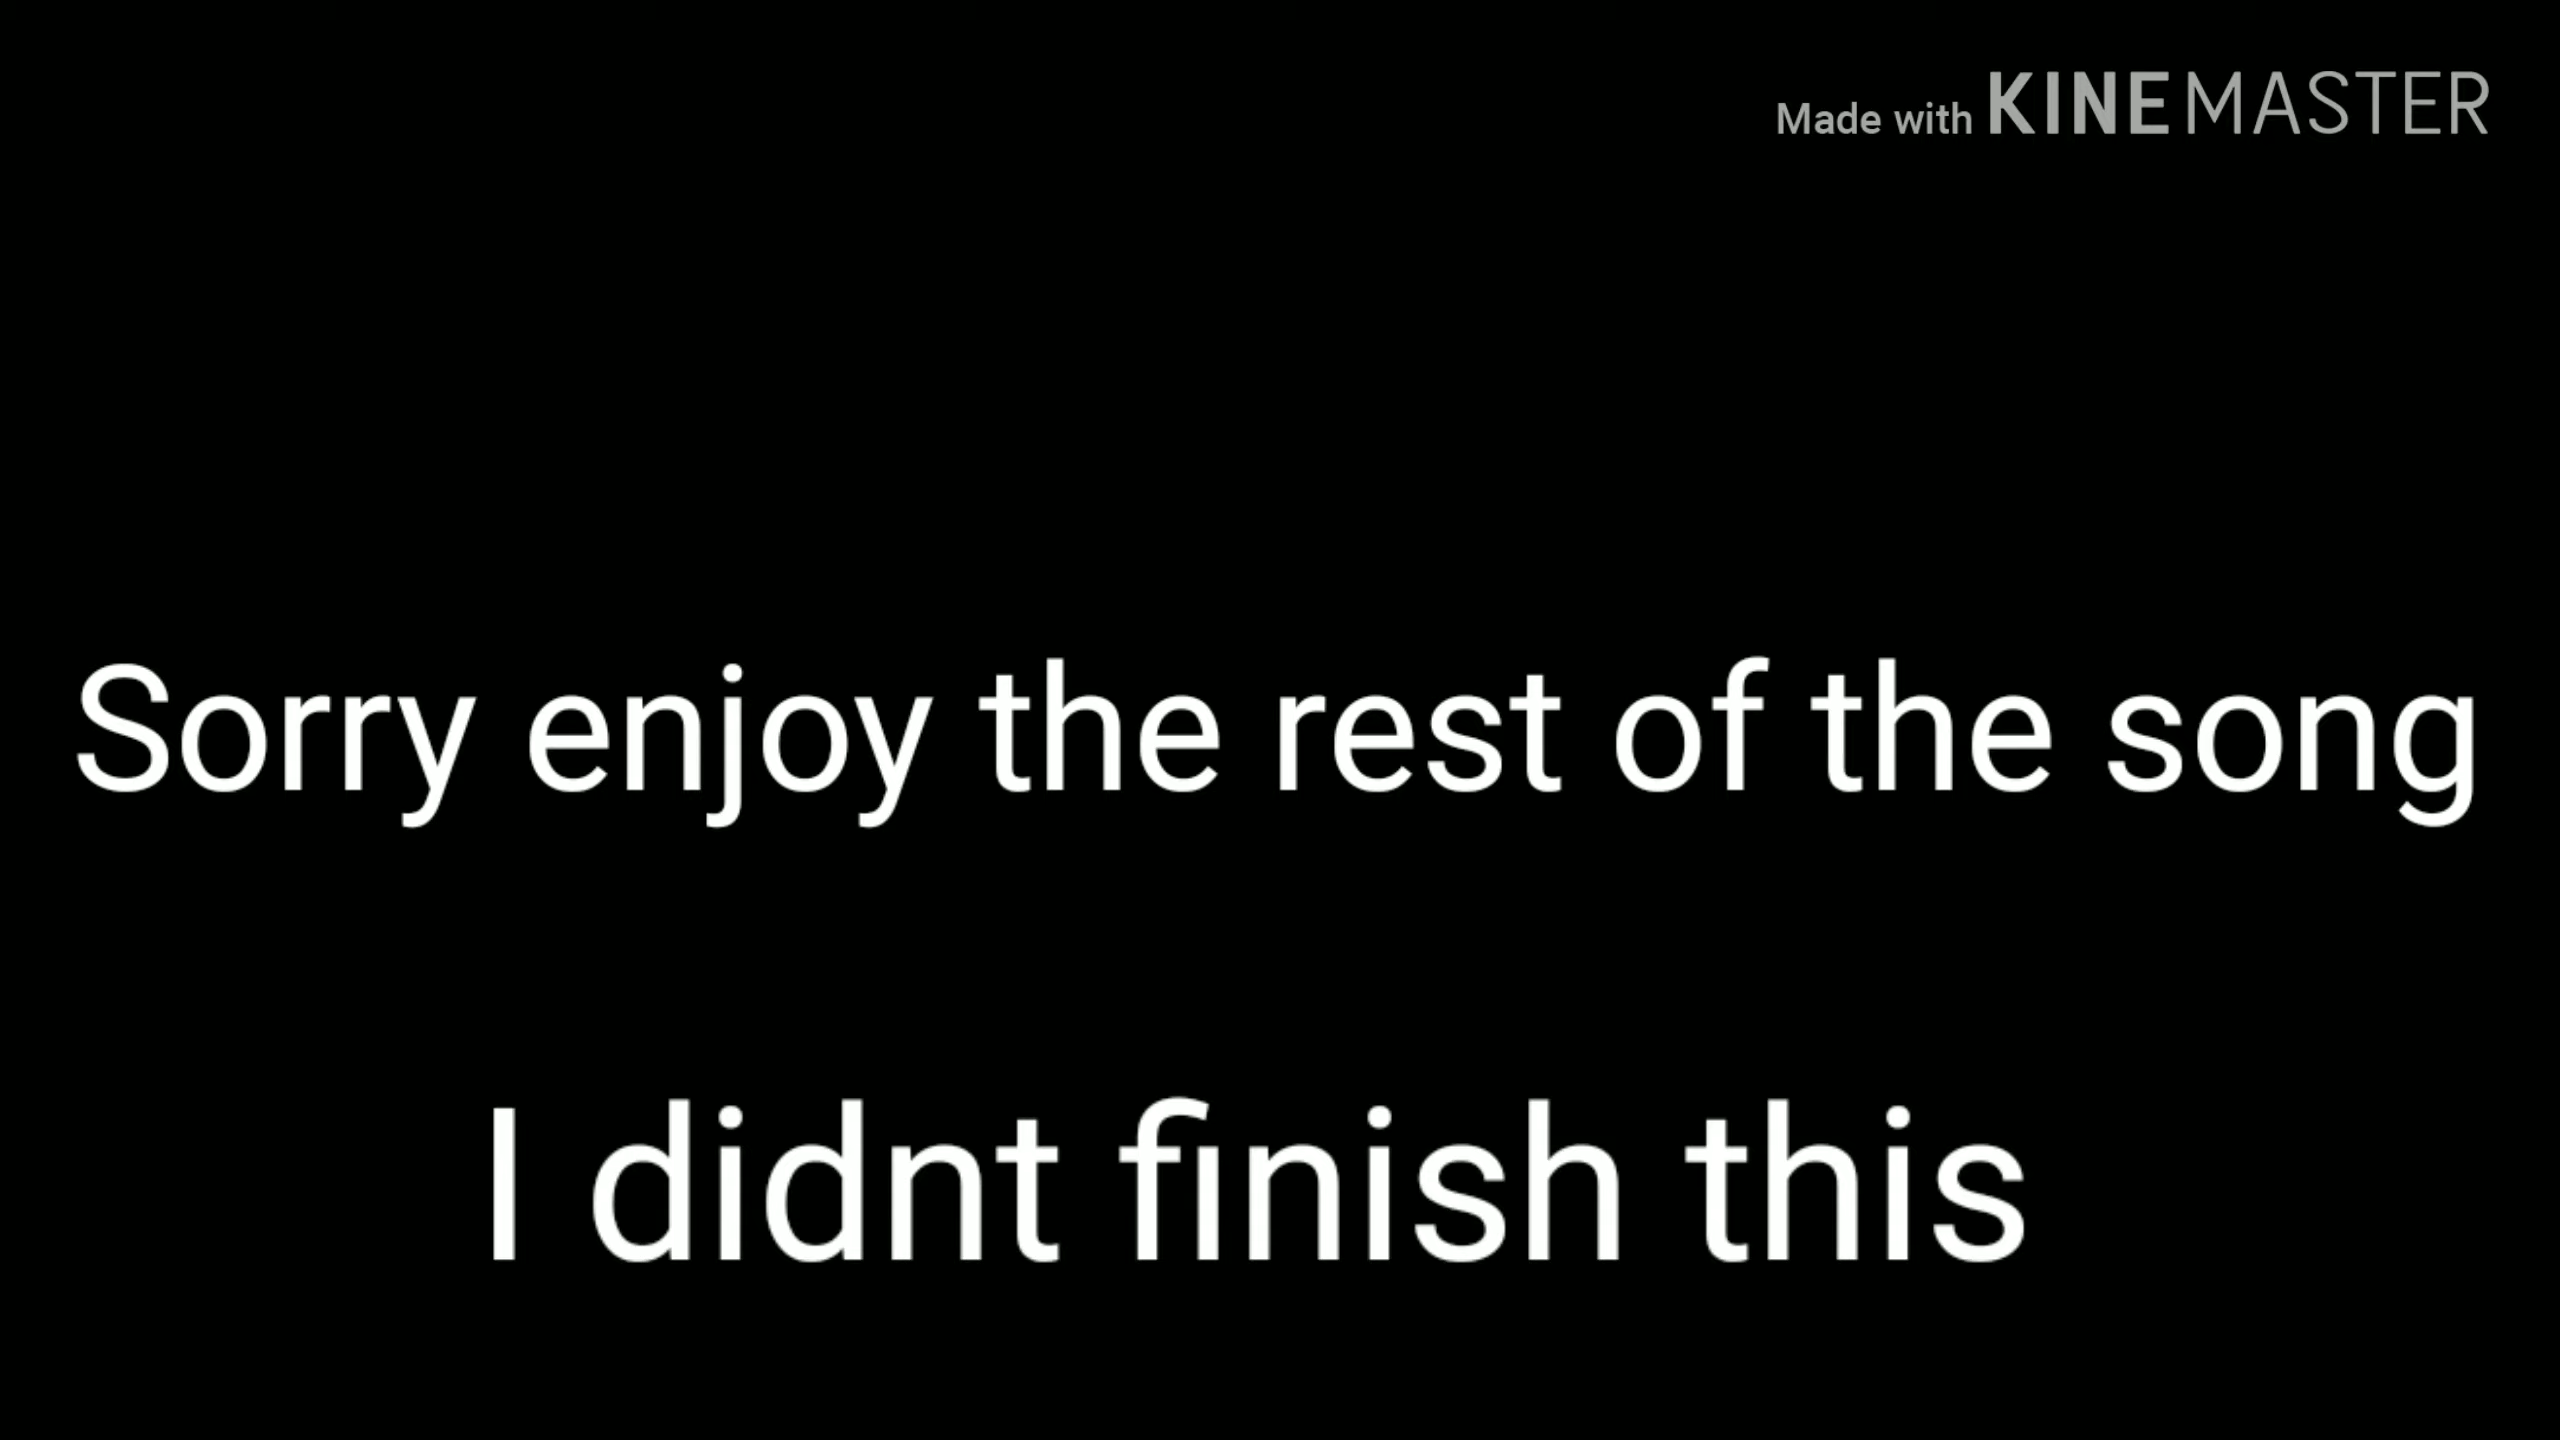 Made with KINEMASTER
Sorry enjoy the rest of the song
I didnt finish this